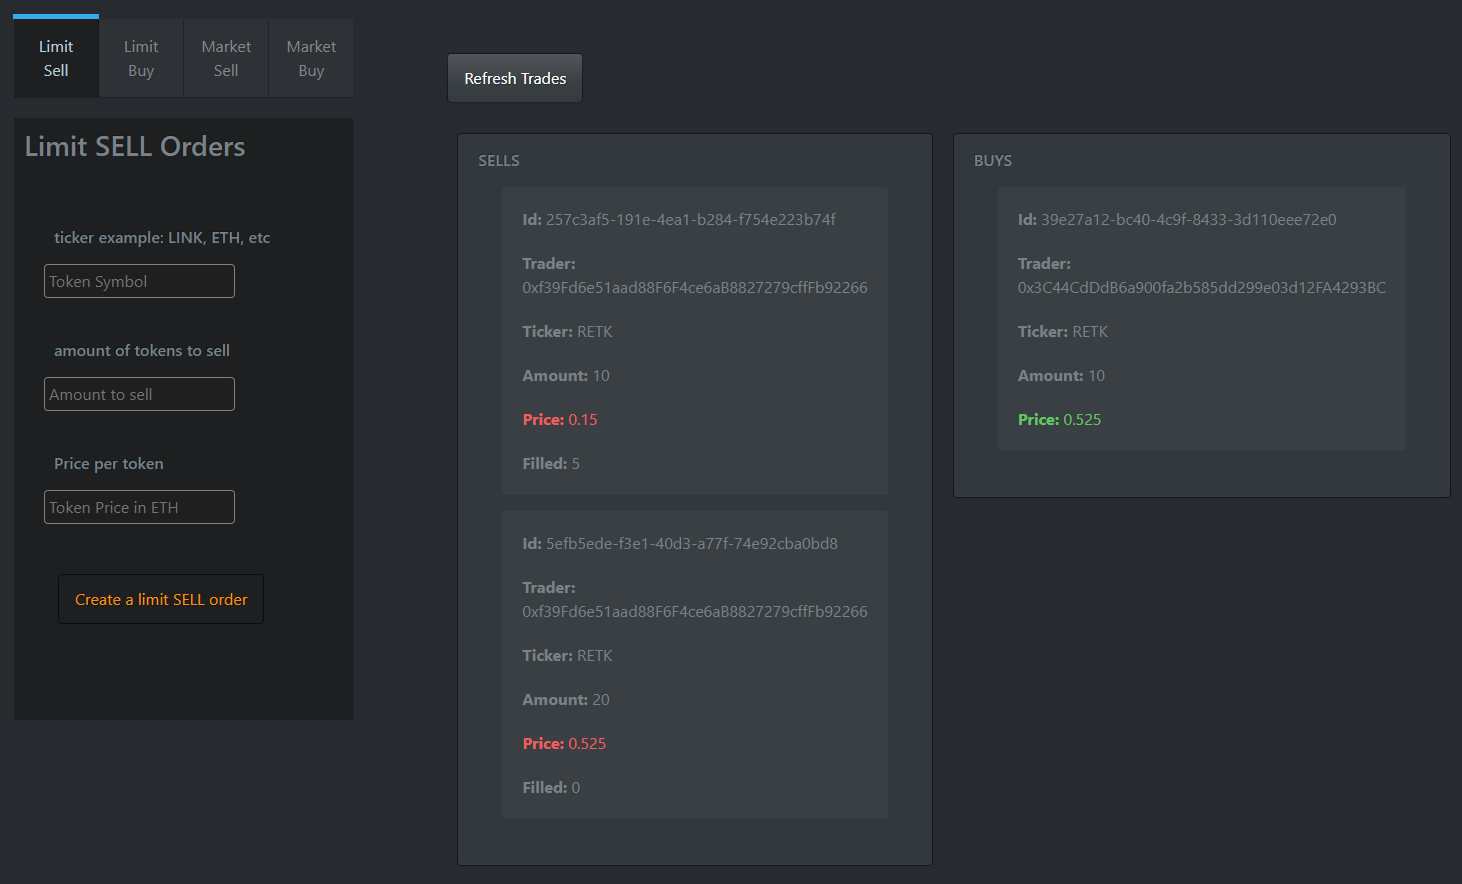 Limit
Sell
Limit
Buy
Market
Sell
Market
Buy
Limit SELL Orders
ticker example: LINK, ETH, etc
Token Symbol
amount of tokens to sell
Amount to sell
Price per token
Token Price in ETH
Create a limit SELL order
Refresh Trades
SELLS
Id: 257c3af5-191e-4ea1-b284-f754e223b74f
Trader:
0xf39Fd6e51aad88F6F4ce6aB8827279cffFb92266
Ticker: RETK
Amount: 10
Price: 0.15
Filled: 5
Id: 5efb5ede-f3e1-40d3-a77f-74e92cba0bd8
Trader:
0xf39Fd6e51aad88F6F4ce6aB8827279cffFb92266
Ticker: RETK
Amount: 20
Price: 0.525
Filled: 0
BUYS
Id: 39e27a12-bc40-4c9f-8433-3d110eee72e0
Trader:
0x3C44CdDdB6a900fa2b585dd299e03d12FA4293BC
Ticker: RETK
Amount: 10
Price: 0.525